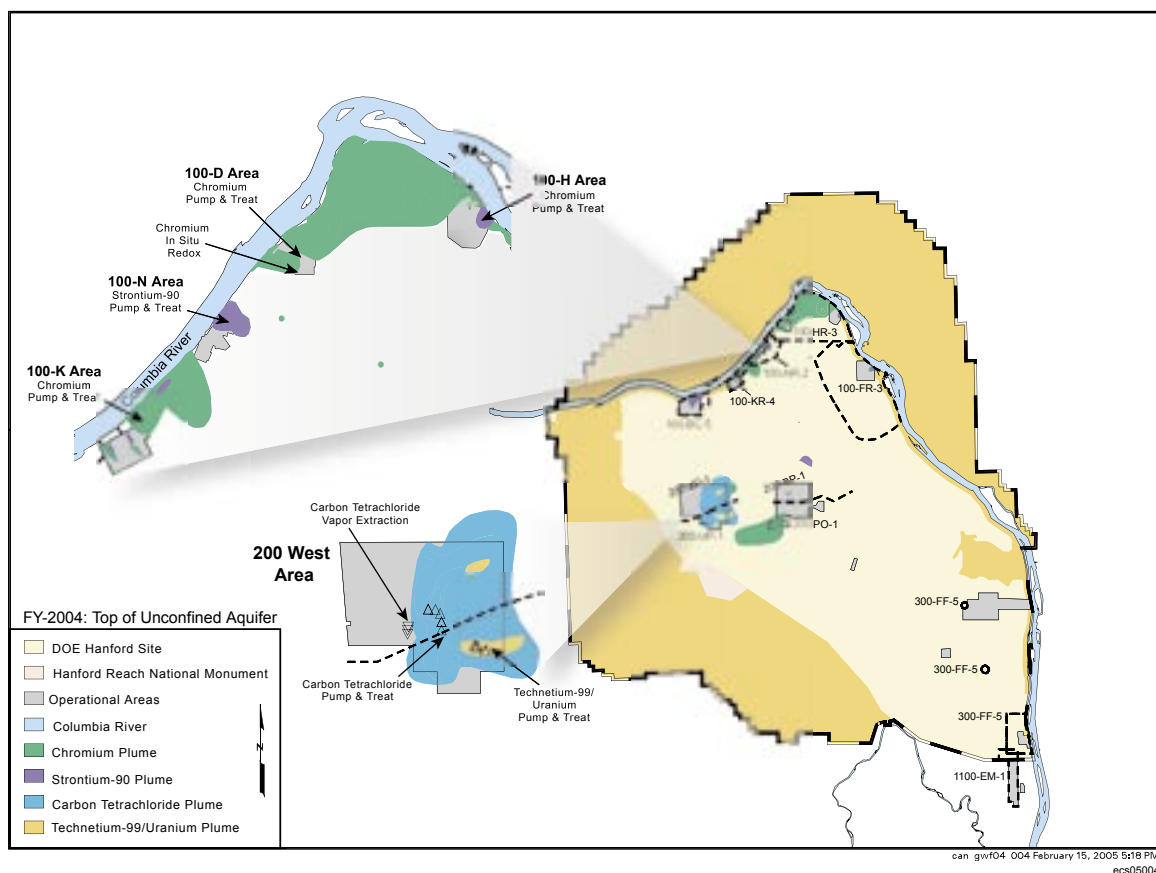 100-D Area
Chromium
Pump & Treat
Chromium
In Situ
Redox
100-N Area
Strontium-90
Pump & Treat
100-K Area
Chromium
Pump & Trea
Columbia River
100-H Area
Chromium
Pump & Treat
HR-3
100-FR-3
100-KR-4
PO-1
300-FF-5
300-FF-5
300-FF-5
1100-EM-1
Carbon Tetrachloride
Vapor Extraction
200 West
Area
Carbon Tetrachloride
Pump & Treat
Technetium-99/
Uranium
Pump & Treat
FY-2004: Top of Unconfined Aquifer
DOE Hanford Site
Hanford Reach National Monument
Operational Areas
Columbia River
Chromium Plume
Strontium-90 Plume
Carbon Tetrachloride Plume
Technetium-99/Uranium Plume
N
can_gwf04_004 February 15, 2005 5:18 PM
ecs05004